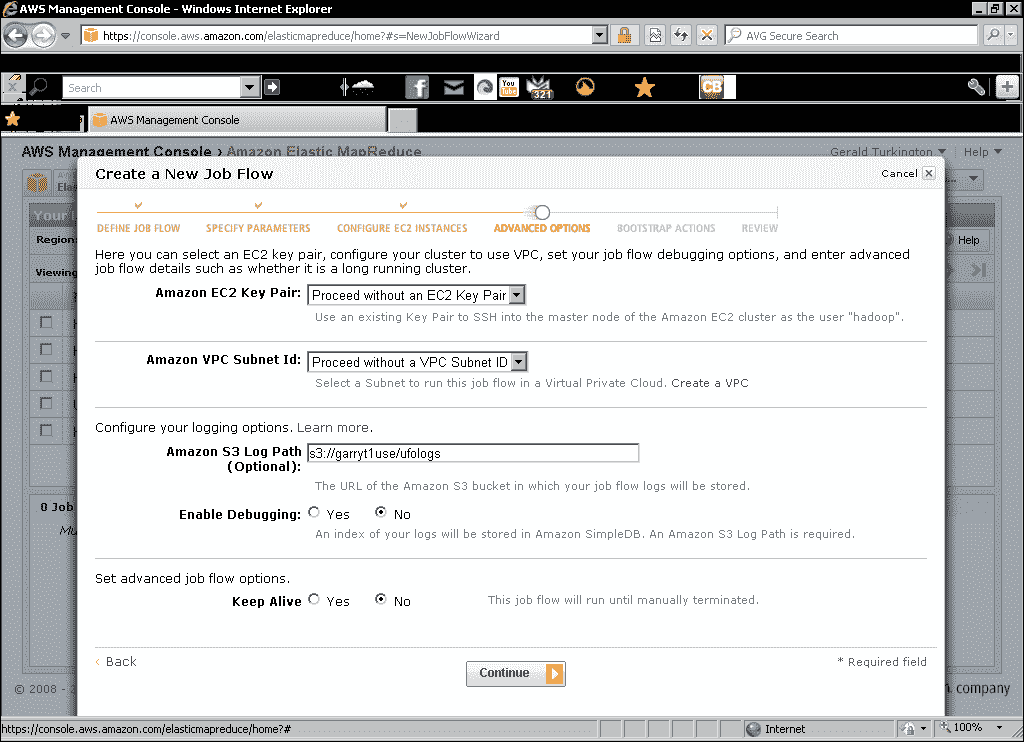 AWS Management Console - Windows Internet Explorer
https://console.aws.amazon.com/elasticmapreduce/home?#s=NewJobFlowWizard
AVG Secure Search
Search
You Tube
321
CB
AWS Management Console
AWS Management Console › Amazon Elastic MapReduce
Gerald Turkington
Help
Create a New Job Flow
Cancel
DEFINE JOB FLOW
SPECIFY PARAMETERS
CONFIGURE EC2 INSTANCES
ADVANCED OPTIONS
BOOTSTRAP ACTIONS
REVIEW
Your
Region
Help
Viewing
Here you can select an EC2 key pair, configure your cluster to use VPC, set your job flow debugging options, and enter advanced
job flow details such as whether it is a long running cluster.
Amazon EC2 Key Pair: Proceed without an EC2 Key Pair
Use an existing Key Pair to SSH into the master node of the Amazon EC2 cluster as the user "hadoop".
Amazon VPC Subnet Id: Proceed without a VPC Subnet ID
Select a Subnet to run this job flow in a Virtual Private Cloud. Create a VPC
Configure your logging options. Learn more.
Amazon S3 Log Path s3://garryt1use/ufologs
(Optional):
The URL of the Amazon S3 bucket in which your job flow logs will be stored.
0 Job
Enable Debugging: Yes No
An index of your logs will be stored in Amazon SimpleDB. An Amazon S3 Log Path is required.
Set advanced job flow options.
Keep Alive Yes No This job flow will run until manually terminated.
‹ Back
* Required field
Continue
© 2008 - 2
company
https://console.aws.amazon.com/elasticmapreduce/home?#
Internet
100%